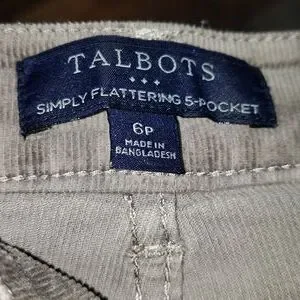 TALBOTS
SIMPLY FLATTERING 5-POCKET
6P
MADE IN
BANGLADESH